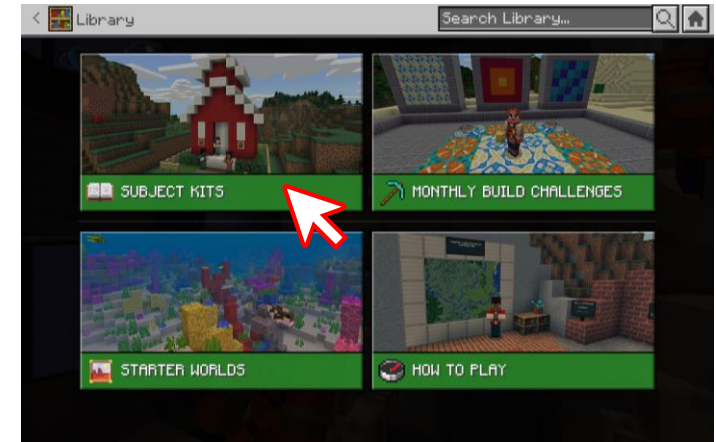 Library
Search Library...
SUBJECT KITS
MONTHLY BUILD CHALLENGES
STARTER WORLDS
HOW TO PLAY